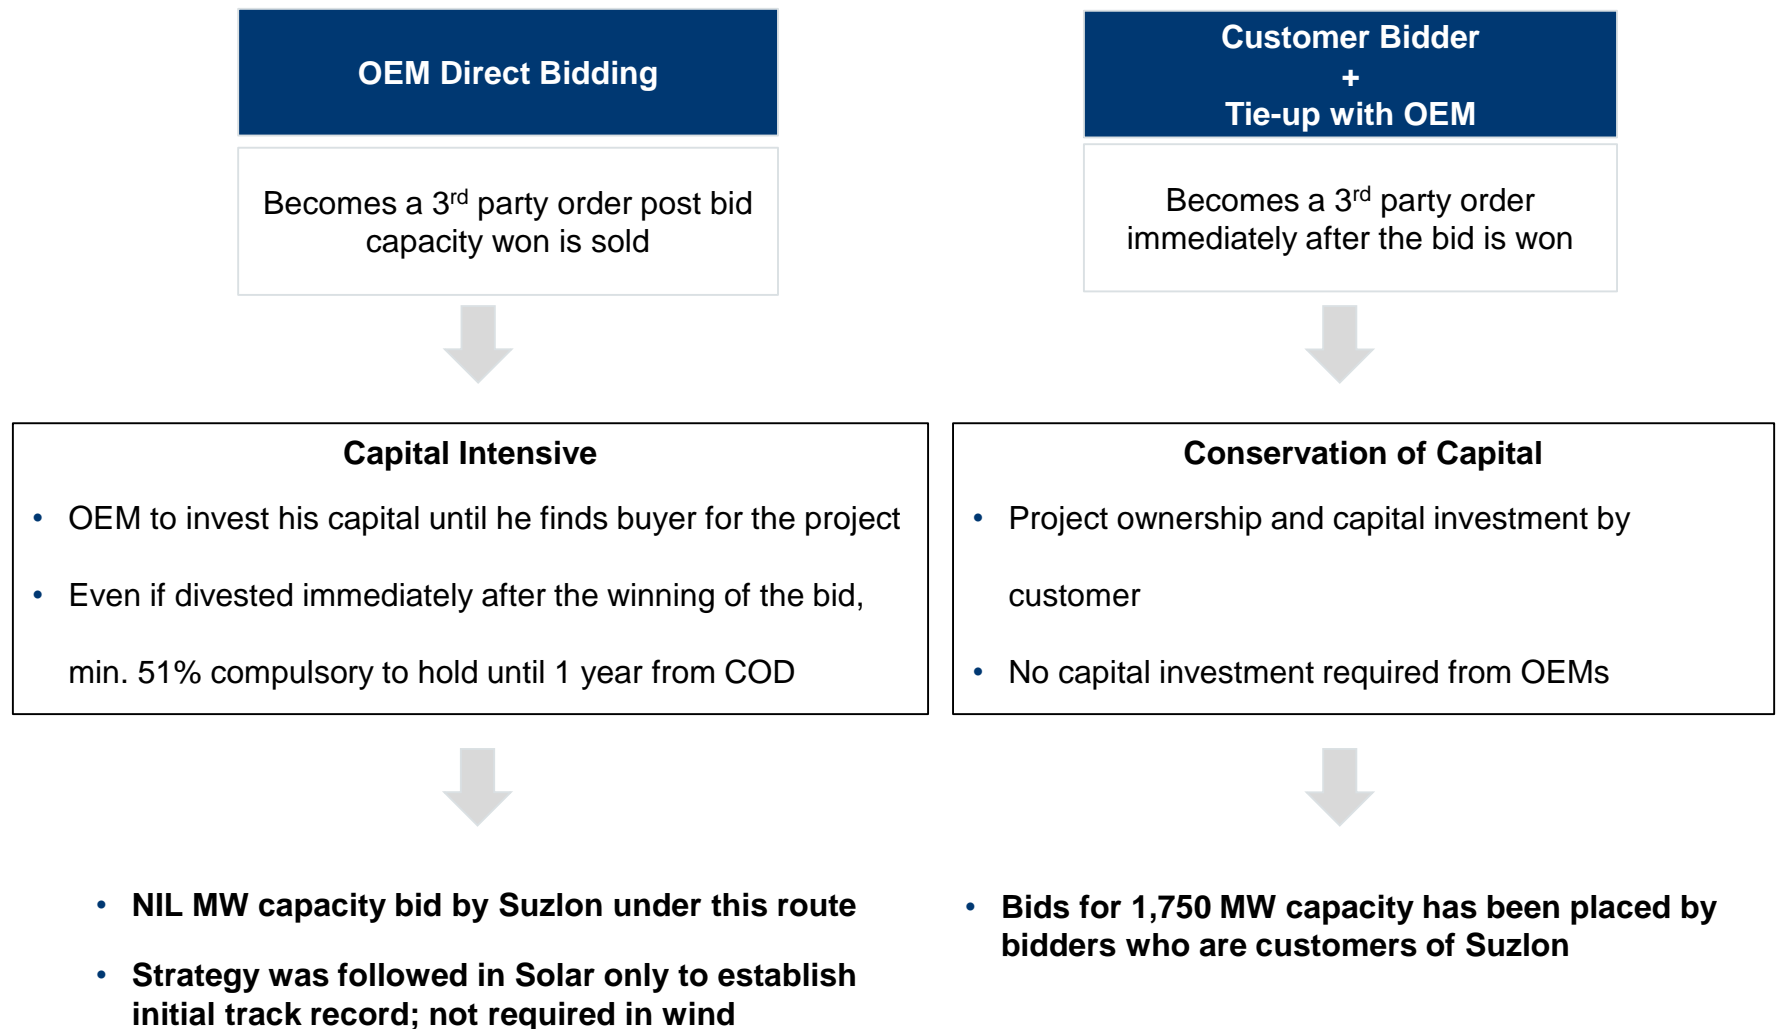 OEM Direct Bidding
Becomes a 3rd party order post bid
capacity won is sold
Capital Intensive
• OEM to invest his capital until he finds buyer for the project
• Even if divested immediately after the winning of the bid,
min. 51% compulsory to hold until 1 year from COD
• NIL MW capacity bid by Suzlon under this route
• Strategy was followed in Solar only to establish
initial track record; not required in wind
Customer Bidder
+
Tie-up with OEM
Becomes a 3rd party order
immediately after the bid is won
Conservation of Capital
• Project ownership and capital investment by
customer
• No capital investment required from OEMs
• Bids for 1,750 MW capacity has been placed by
bidders who are customers of Suzlon